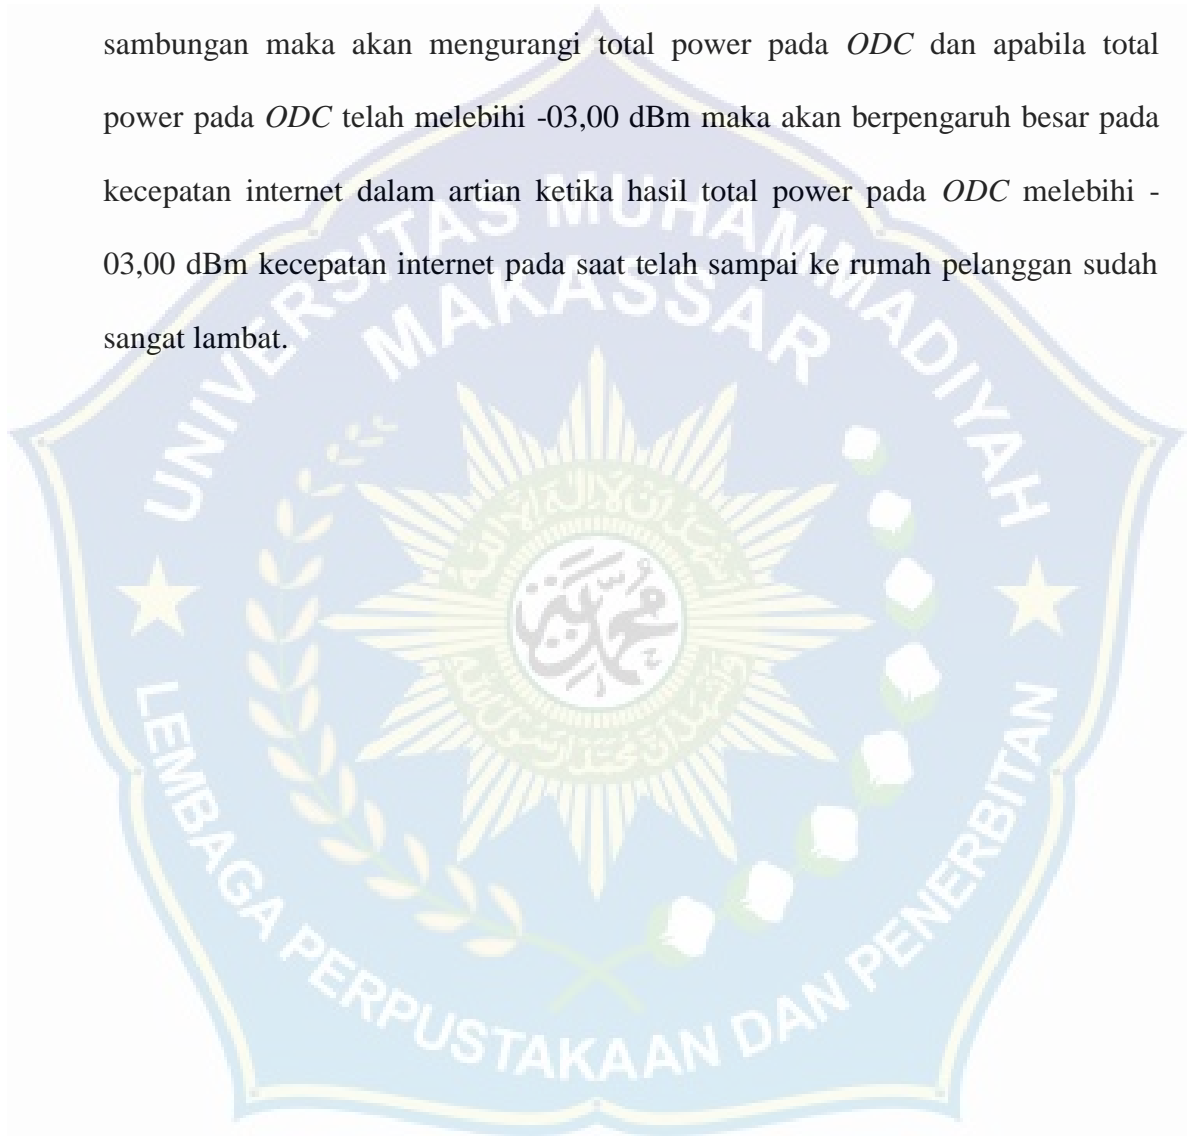 sambungan maka akan mengurangi total power pada ODC dan apabila total
power pada ODC telah melebihi -03,00 dBm maka akan berpengaruh besar pada
kecepatan internet dalam artian ketika hasil total power pada ODC melebihi -
03,00 dBm kecepatan internet pada saat telah sampai ke rumah pelanggan sudah
sangat lambat.
UNIVERSITAS MUHAMMADIYAH
MAKASSAR
LEMBAGA PERPUSTAKAAN DAN PENERBITAN